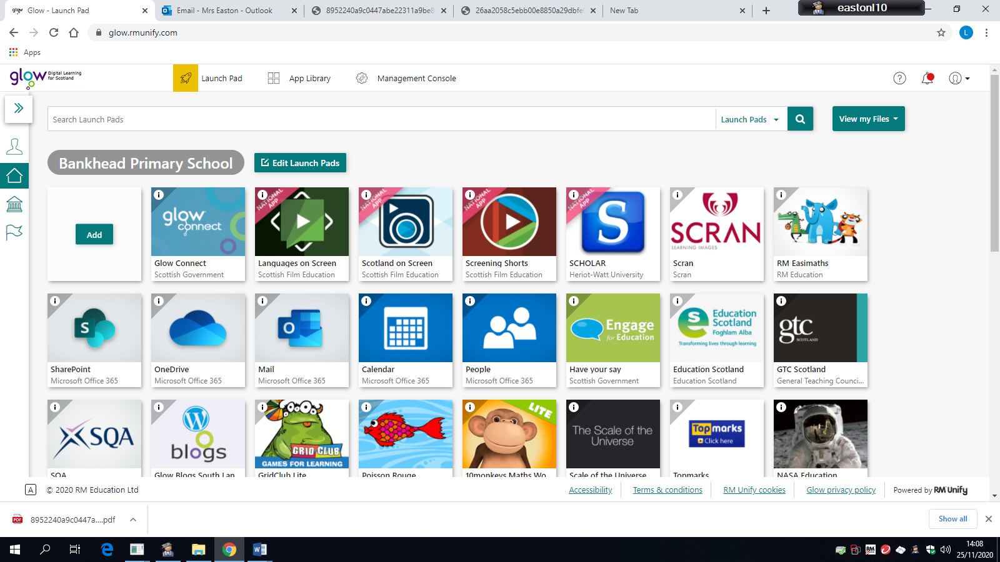 Glow - Launch Pad
Email - Mrs Easton - Outlook
8952240a9c0447abe22311a9be8
26aa2058c5ebb00e8850a29dbfe
New Tab
eastonl10
glow.rmunify.com
L
Apps
glow Digital Learning for Scotland
Launch Pad
App Library
Management Console
Search Launch Pads
Launch Pads
View my Files
Bankhead Primary School
Edit Launch Pads
Add
glow connect
Glow Connect
Scottish Government
NATIONAL APP
Languages on Screen
Scottish Film Education
NATIONAL APP
Scotland on Screen
Scottish Film Education
NATIONAL APP
Screening Shorts
Scottish Film Education
NATIONAL APP
S
SCHOLAR
Heriot-Watt University
SCRAN
LEARNING IMAGES
Scran
Scran
RM Easimaths
RM Education
S
SharePoint
Microsoft Office 365
OneDrive
Microsoft Office 365
O
Mail
Microsoft Office 365
Calendar
Microsoft Office 365
People
Microsoft Office 365
Engage
for Education
Have your say
Scottish Government
Education
Scotland
Foghlam Alba
Transforming lives through learning
Education Scotland
Education Scotland
gtc
SCOTLAND
GTC Scotland
General Teaching Counci...
SQA
SQA
blogs
Glow Blogs South Lan
GRID CLUB
GAMES FOR LEARNING
GridClub Lite
Poisson Rouge
LITE
10monkeys Maths Wo
The Scale of the
Universe
Scale of the Universe
Topmarks
Click here
Topmarks
NASA Education
A © 2020 RM Education Ltd
Accessibility
Terms & conditions
RM Unify cookies
Glow privacy policy
Powered by RM Unify
8952240a9c0447a....pdf
Show all
14:08
25/11/2020